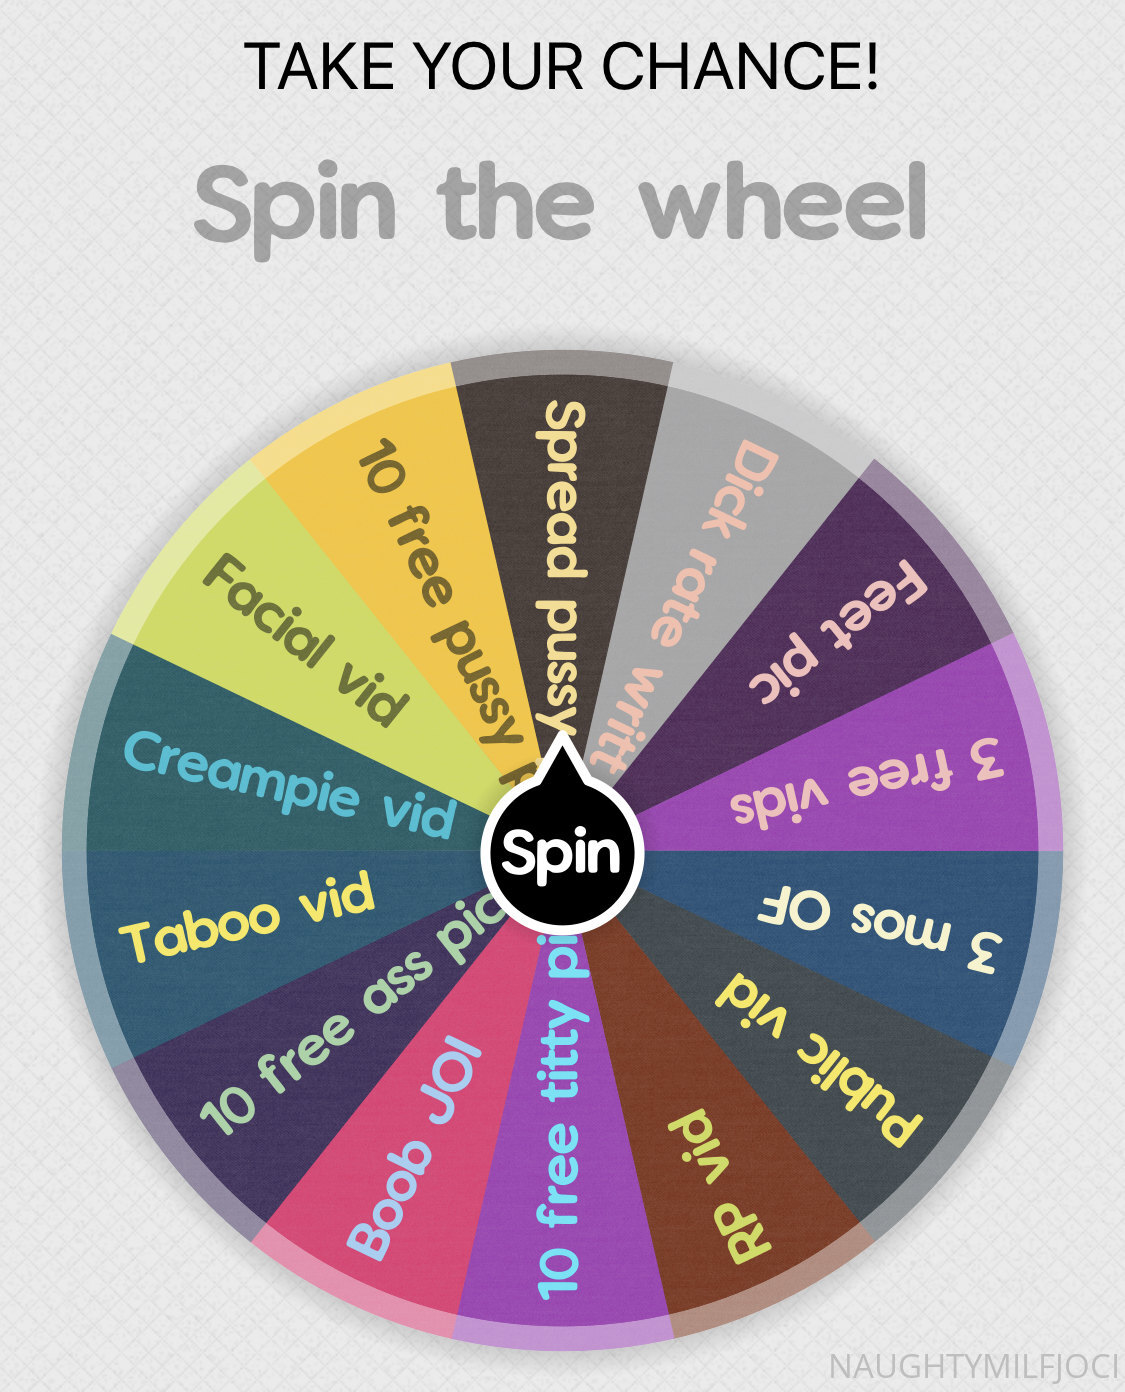 TAKE YOUR CHANCE!
Spin the wheel
Spread pussy
Dick rate writt
Feet pic
3 free vids
3 mos OF
Public vid
RP vid
10 free titty pi
Boob JOI
10 free ass pic
Taboo vid
Creampie vid
Facial vid
10 free pussy
Spin
NAUGHTYMILFJOCI